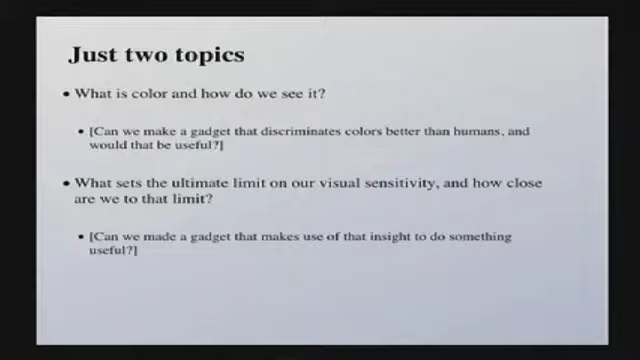 Just two topics
• What is color and how do we see it?
• [Can we make a gadget that discriminates colors better than humans, and
would that be useful?]
• What sets the ultimate limit on our visual sensitivity, and how close
are we to that limit?
• [Can we made a gadget that makes use of that insight to do something
useful?]